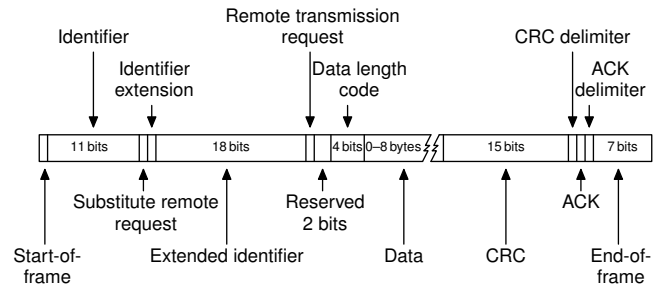 Remote transmission
request
Identifier
CRC delimiter
Identifier
extension
Data length
code
ACK
delimiter
11 bits
18 bits
4 bits
0–8 bytes
15 bits
7 bits
Substitute remote
request
Reserved
2 bits
ACK
Start-of-
frame
Extended identifier
Data
CRC
End-of-
frame